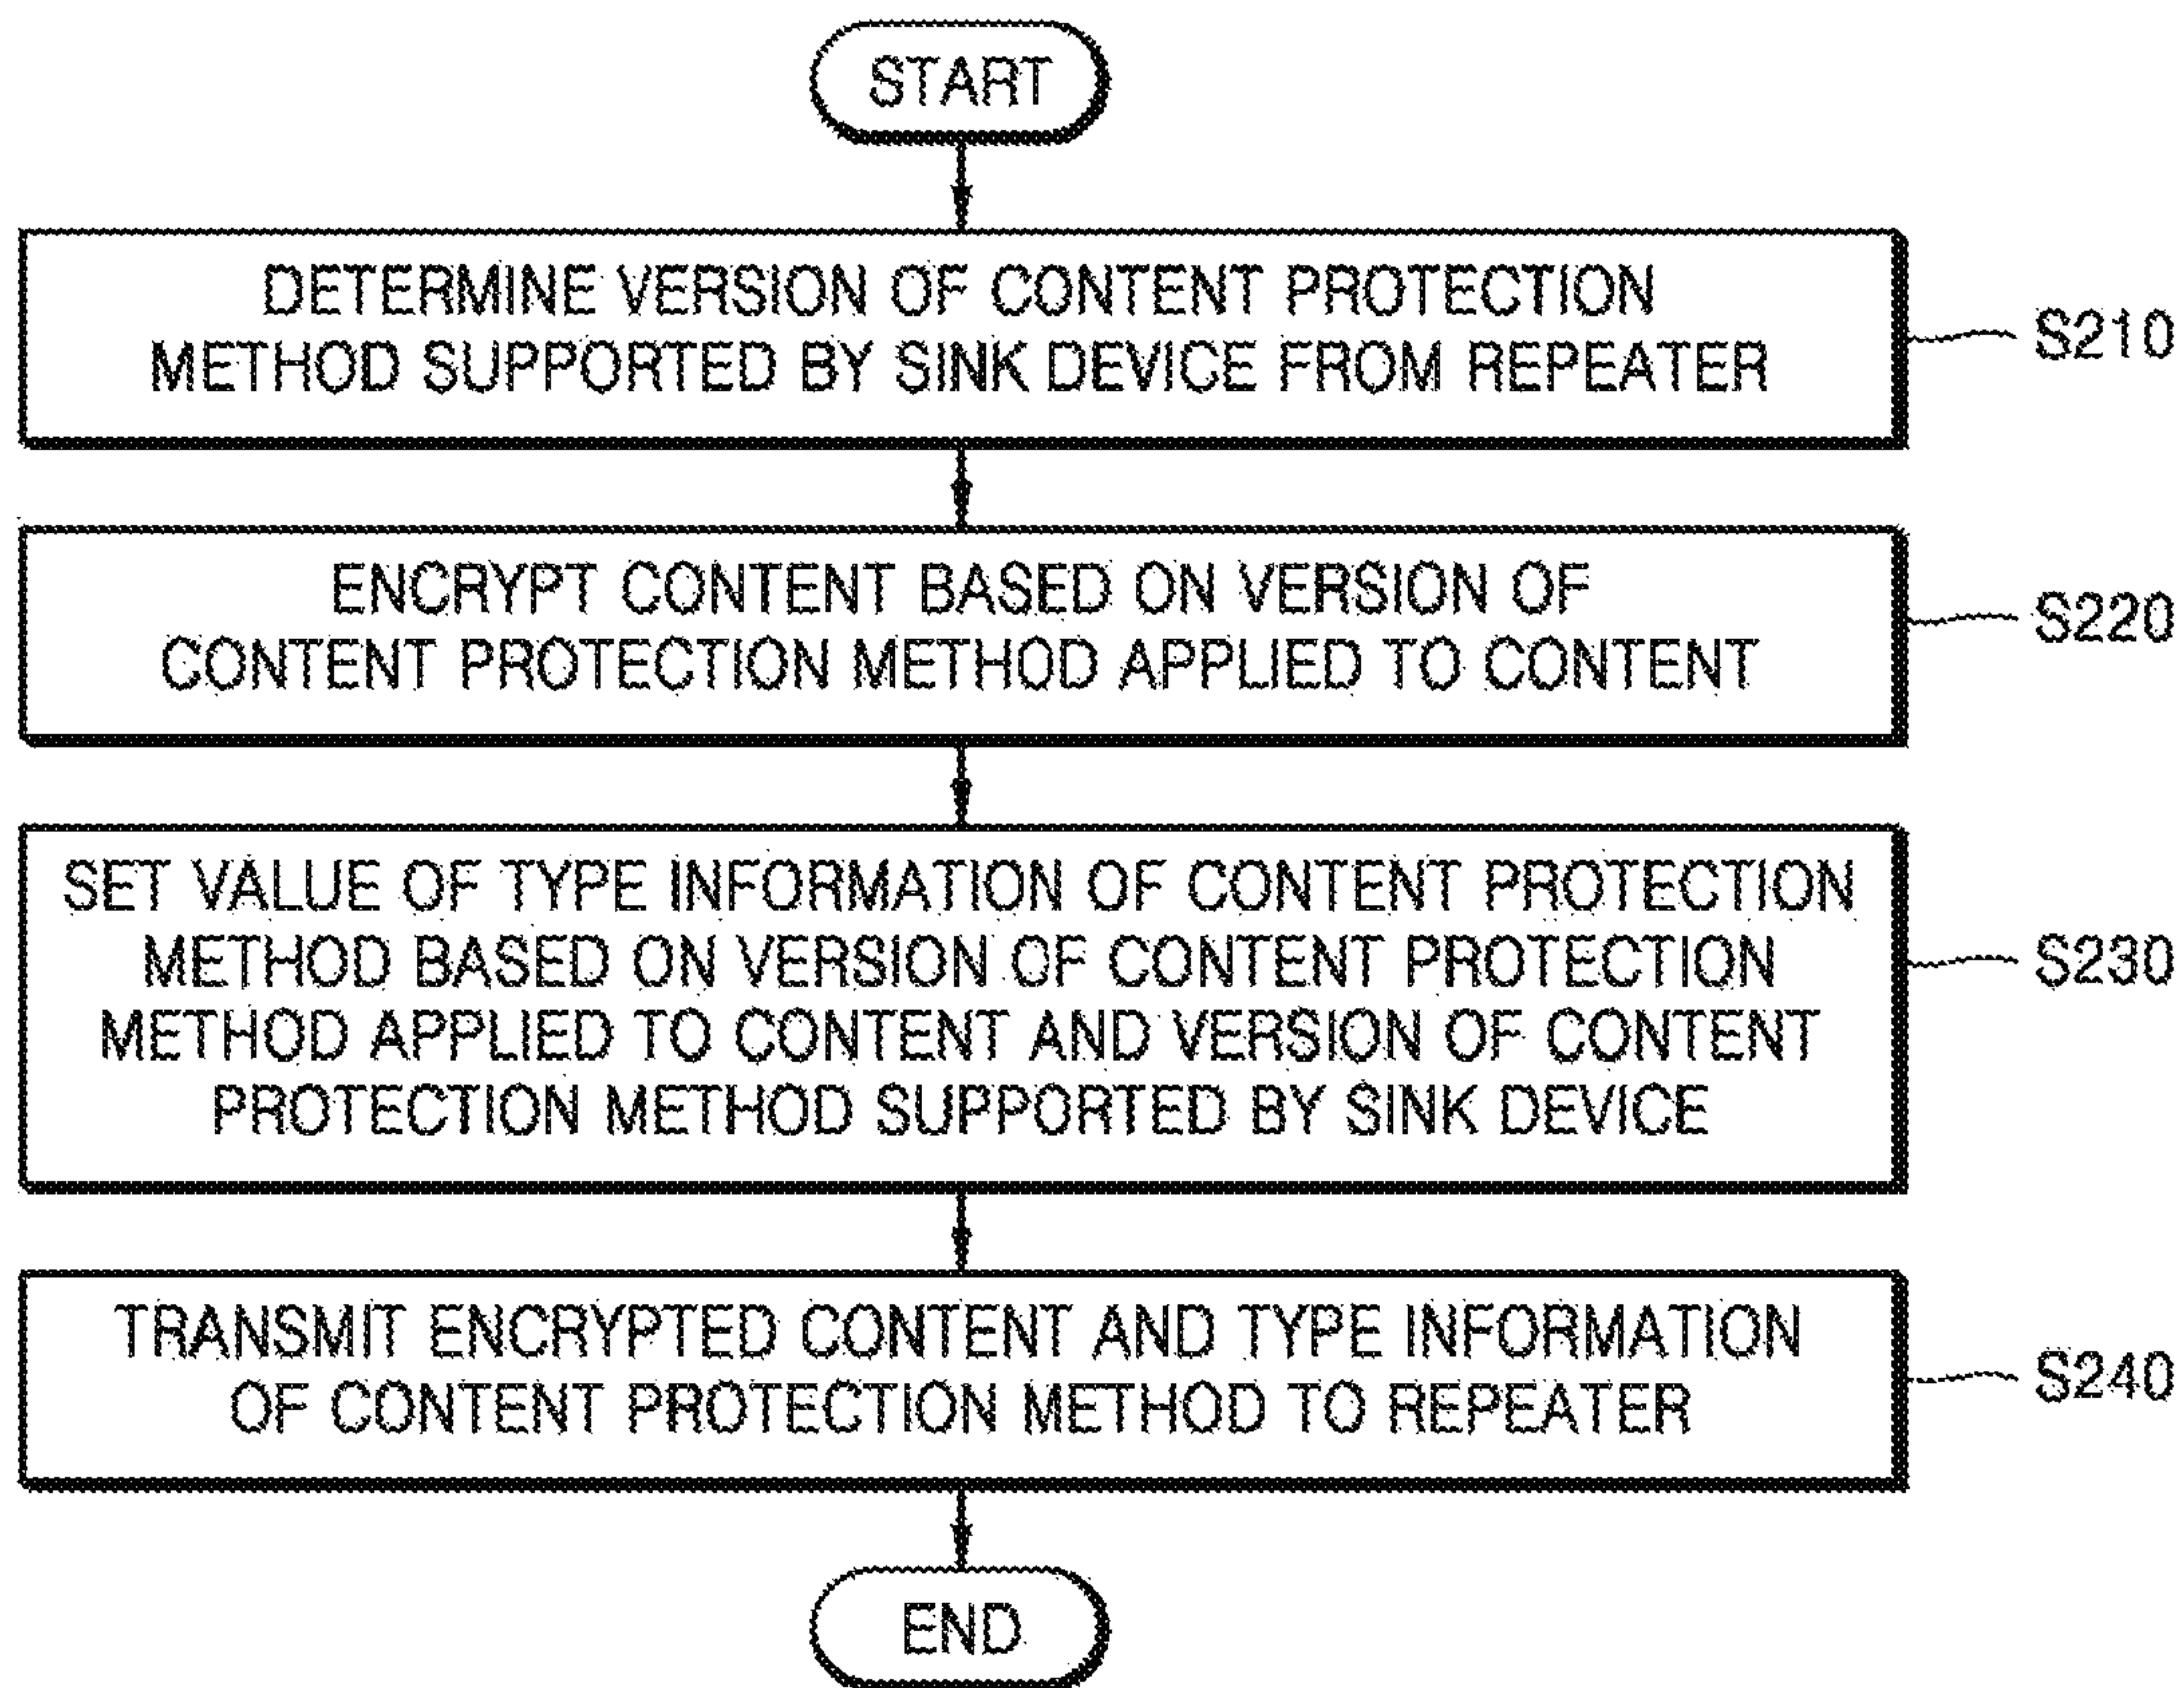 START
DETERMINE VERSION OF CONTENT PROTECTION
METHOD SUPPORTED BY SINK DEVICE FROM REPEATER
S210
ENCRYPT CONTENT BASED ON VERSION OF
CONTENT PROTECTION METHOD APPLIED TO CONTENT
S220
SET VALUE OF TYPE INFORMATION OF CONTENT PROTECTION
METHOD BASED ON VERSION OF CONTENT PROTECTION
METHOD APPLIED TO CONTENT AND VERSION OF CONTENT
PROTECTION METHOD SUPPORTED BY SINK DEVICE
S230
TRANSMIT ENCRYPTED CONTENT AND TYPE INFORMATION
OF CONTENT PROTECTION METHOD TO REPEATER
S240
END